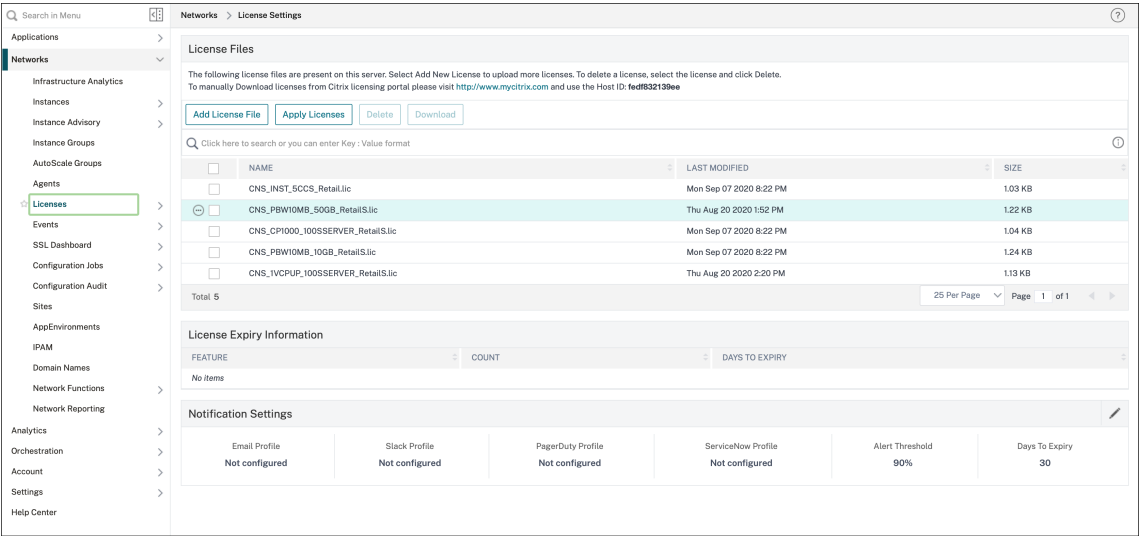 Search in Menu
Applications
Networks
Infrastructure Analytics
Instances
Instance Advisory
Instance Groups
AutoScale Groups
Agents
Licenses
Events
SSL Dashboard
Configuration Jobs
Configuration Audit
Sites
AppEnvironments
IPAM
Domain Names
Network Functions
Network Reporting
Analytics
Orchestration
Account
Settings
Help Center
Networks > License Settings
License Files
The following license files are present on this server. Select Add New License to upload more licenses. To delete a license, select the license and click Delete.
To manually Download licenses from Citrix licensing portal please visit http://www.mycitrix.com and use the Host ID: fedf832139ee
Add License File Apply Licenses Delete Download
Click here to search or you can enter Key : Value format
NAME LAST MODIFIED SIZE
CNS_INST_5CCS_Retail.lic Mon Sep 07 2020 8:22 PM 1.03 KB
CNS_PBW10MB_50GB_RetailS.lic Thu Aug 20 2020 1:52 PM 1.22 KB
CNS_CP1000_100SSERVER_RetailS.lic Mon Sep 07 2020 8:22 PM 1.04 KB
CNS_PBW10MB_10GB_RetailS.lic Mon Sep 07 2020 8:22 PM 1.24 KB
CNS_1VCPUP_100SSERVER_RetailS.lic Thu Aug 20 2020 2:20 PM 1.13 KB
Total 5 25 Per Page Page 1 of 1
License Expiry Information
FEATURE COUNT DAYS TO EXPIRY
No items
Notification Settings
Email Profile Slack Profile PagerDuty Profile ServiceNow Profile Alert Threshold Days To Expiry
Not configured Not configured Not configured Not configured 90% 30